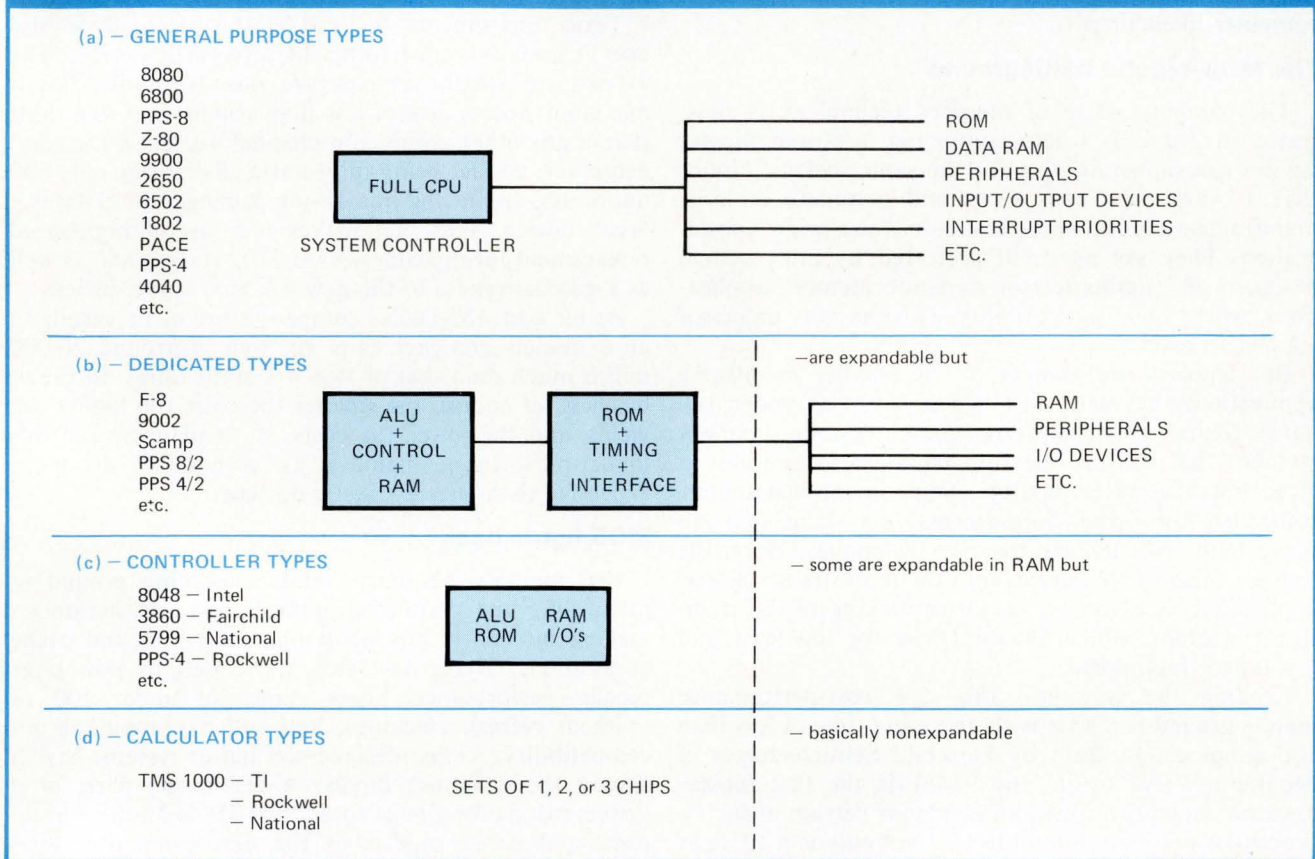 (a) – GENERAL PURPOSE TYPES
8080
6800
PPS-8
Z-80
9900
2650
6502
1802
PACE
PPS-4
4040
etc.
FULL CPU
SYSTEM CONTROLLER
ROM
DATA RAM
PERIPHERALS
INPUT/OUTPUT DEVICES
INTERRUPT PRIORITIES
ETC.
(b) – DEDICATED TYPES
F-8
9002
Scamp
PPS 8/2
PPS 4/2
etc.
ALU
+
CONTROL
+
RAM
ROM
+
TIMING
+
INTERFACE
–are expandable but
RAM
PERIPHERALS
I/O DEVICES
ETC.
(c) – CONTROLLER TYPES
8048 – Intel
3860 – Fairchild
5799 – National
PPS-4 – Rockwell
etc.
ALU RAM
ROM I/O's
– some are expandable in RAM but
(d) – CALCULATOR TYPES
TMS 1000 – TI
– Rockwell
– National
SETS OF 1, 2, or 3 CHIPS
– basically nonexpandable